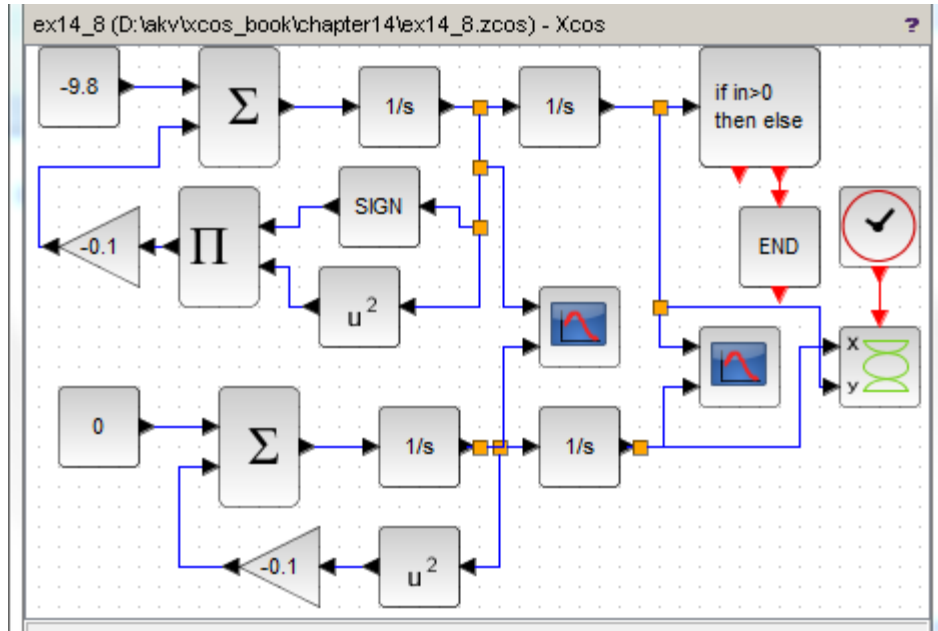 ex14_8 (D:\akv\xcos_book\chapter14\ex14_8.zcos) - Xcos
?
-9.8
Σ
1/s
1/s
if in>0
then else
SIGN
-0.1
Π
END
u²
x
y
0
Σ
1/s
1/s
-0.1
u²